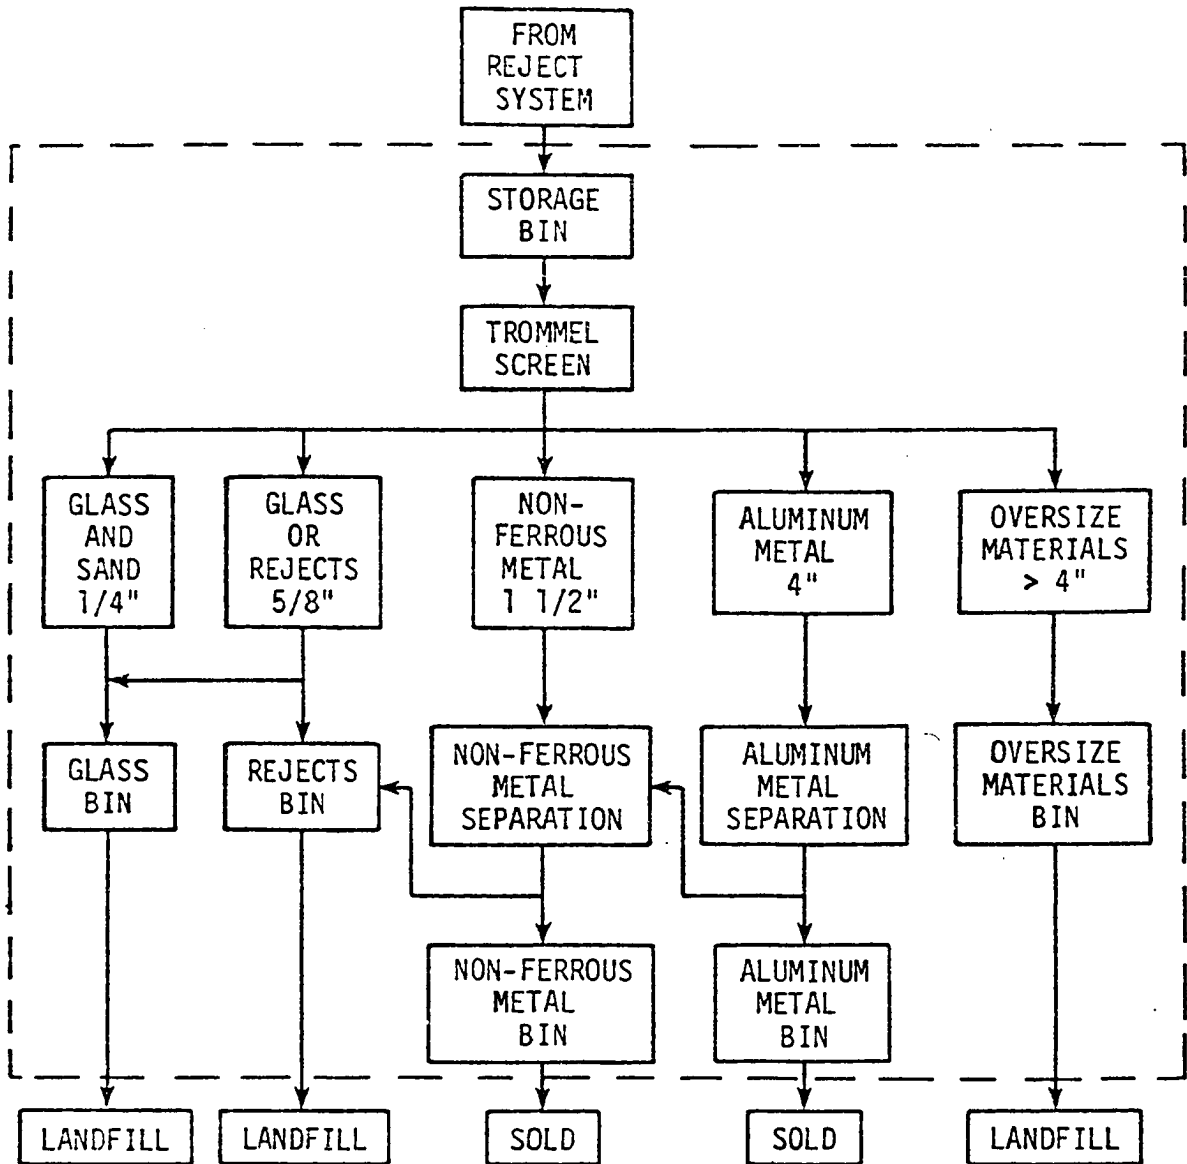 FROM
REJECT
SYSTEM
STORAGE
BIN
TROMMEL
SCREEN
GLASS
AND
SAND
1/4"
GLASS
OR
REJECTS
5/8"
NON-
FERROUS
METAL
1 1/2"
ALUMINUM
METAL
4"
OVERSIZE
MATERIALS
> 4"
GLASS
BIN
REJECTS
BIN
NON-FERROUS
METAL
SEPARATION
ALUMINUM
METAL
SEPARATION
OVERSIZE
MATERIALS
BIN
NON-FERROUS
METAL
BIN
ALUMINUM
METAL
BIN
LANDFILL
LANDFILL
SOLD
SOLD
LANDFILL